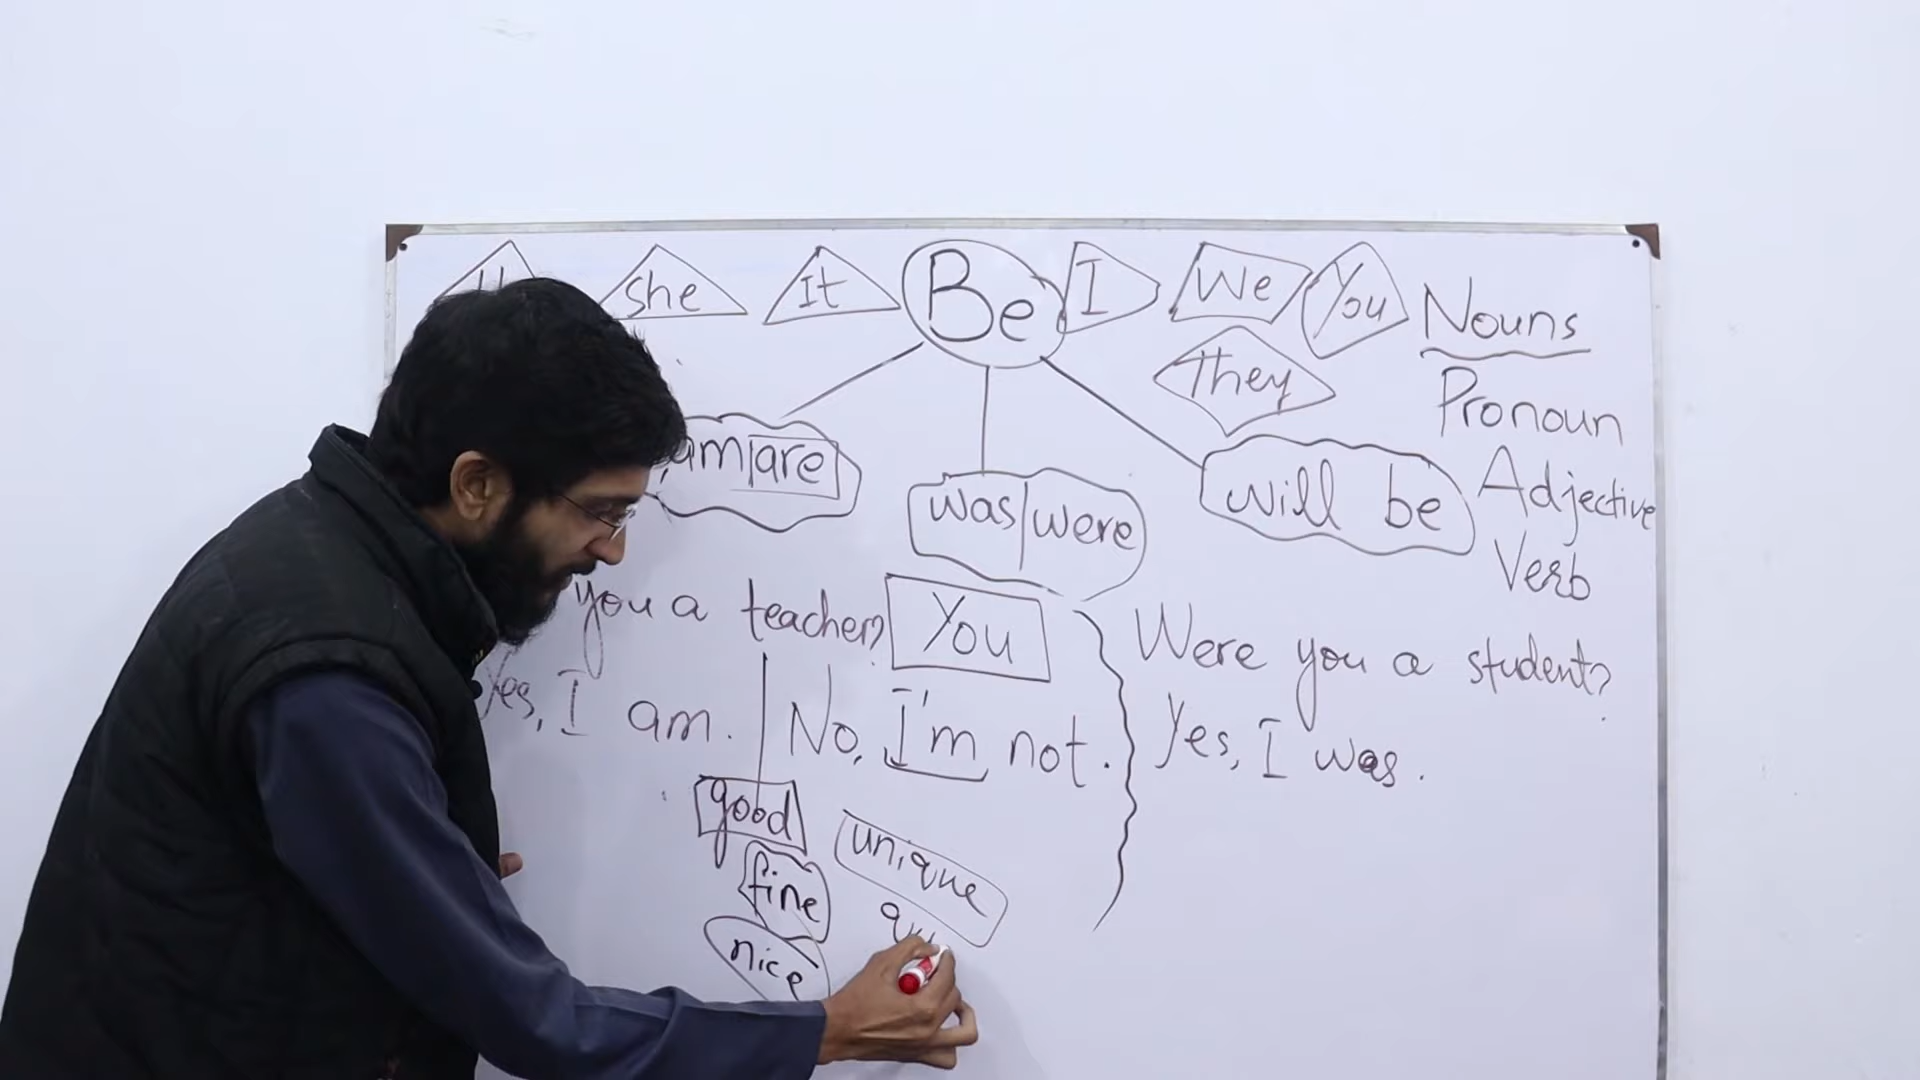 she It Be I We You Nouns
They Pronoun
am|are was|were will be Adjective
Verb
you a teacher? You
Yes, I am. No, I'm not.
Were you a student?
Yes, I was.
good unique
fine
nice